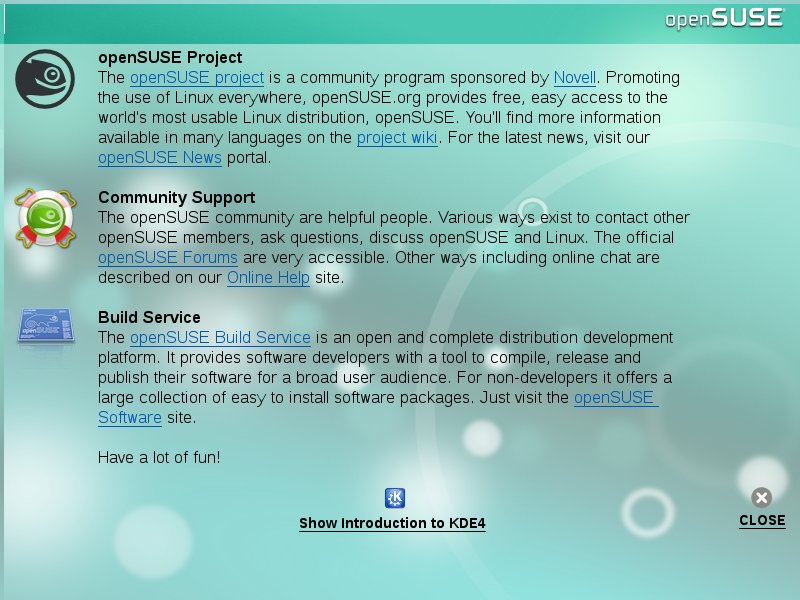 openSUSE
openSUSE Project
The openSUSE project is a community program sponsored by Novell. Promoting
the use of Linux everywhere, openSUSE.org provides free, easy access to the
world's most usable Linux distribution, openSUSE. You'll find more information
available in many languages on the project wiki. For the latest news, visit our
openSUSE News portal.
Community Support
The openSUSE community are helpful people. Various ways exist to contact other
openSUSE members, ask questions, discuss openSUSE and Linux. The official
openSUSE Forums are very accessible. Other ways including online chat are
described on our Online Help site.
Build Service
openSUSE
The openSUSE Build Service is an open and complete distribution development
platform. It provides software developers with a tool to compile, release and
publish their software for a broad user audience. For non-developers it offers a
large collection of easy to install software packages. Just visit the openSUSE
Software site.
Have a lot of fun!
K
Show Introduction to KDE4
CLOSE